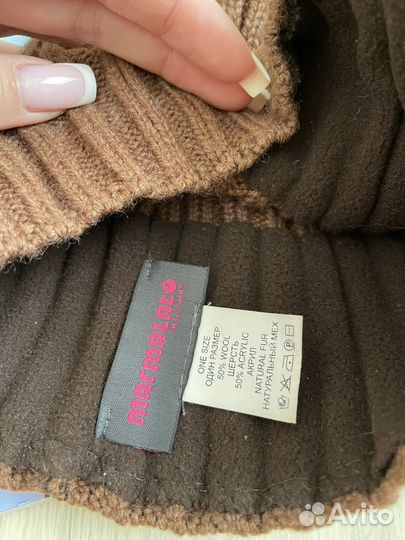 marmalato
ONE SIZE
ОДИН РАЗМЕР
50% WOOL
ШЕРСТЬ
50% ACRYLIC
АКРИЛ
NATURAL FUR
НАТУРАЛЬНЫЙ МЕХ
Avito